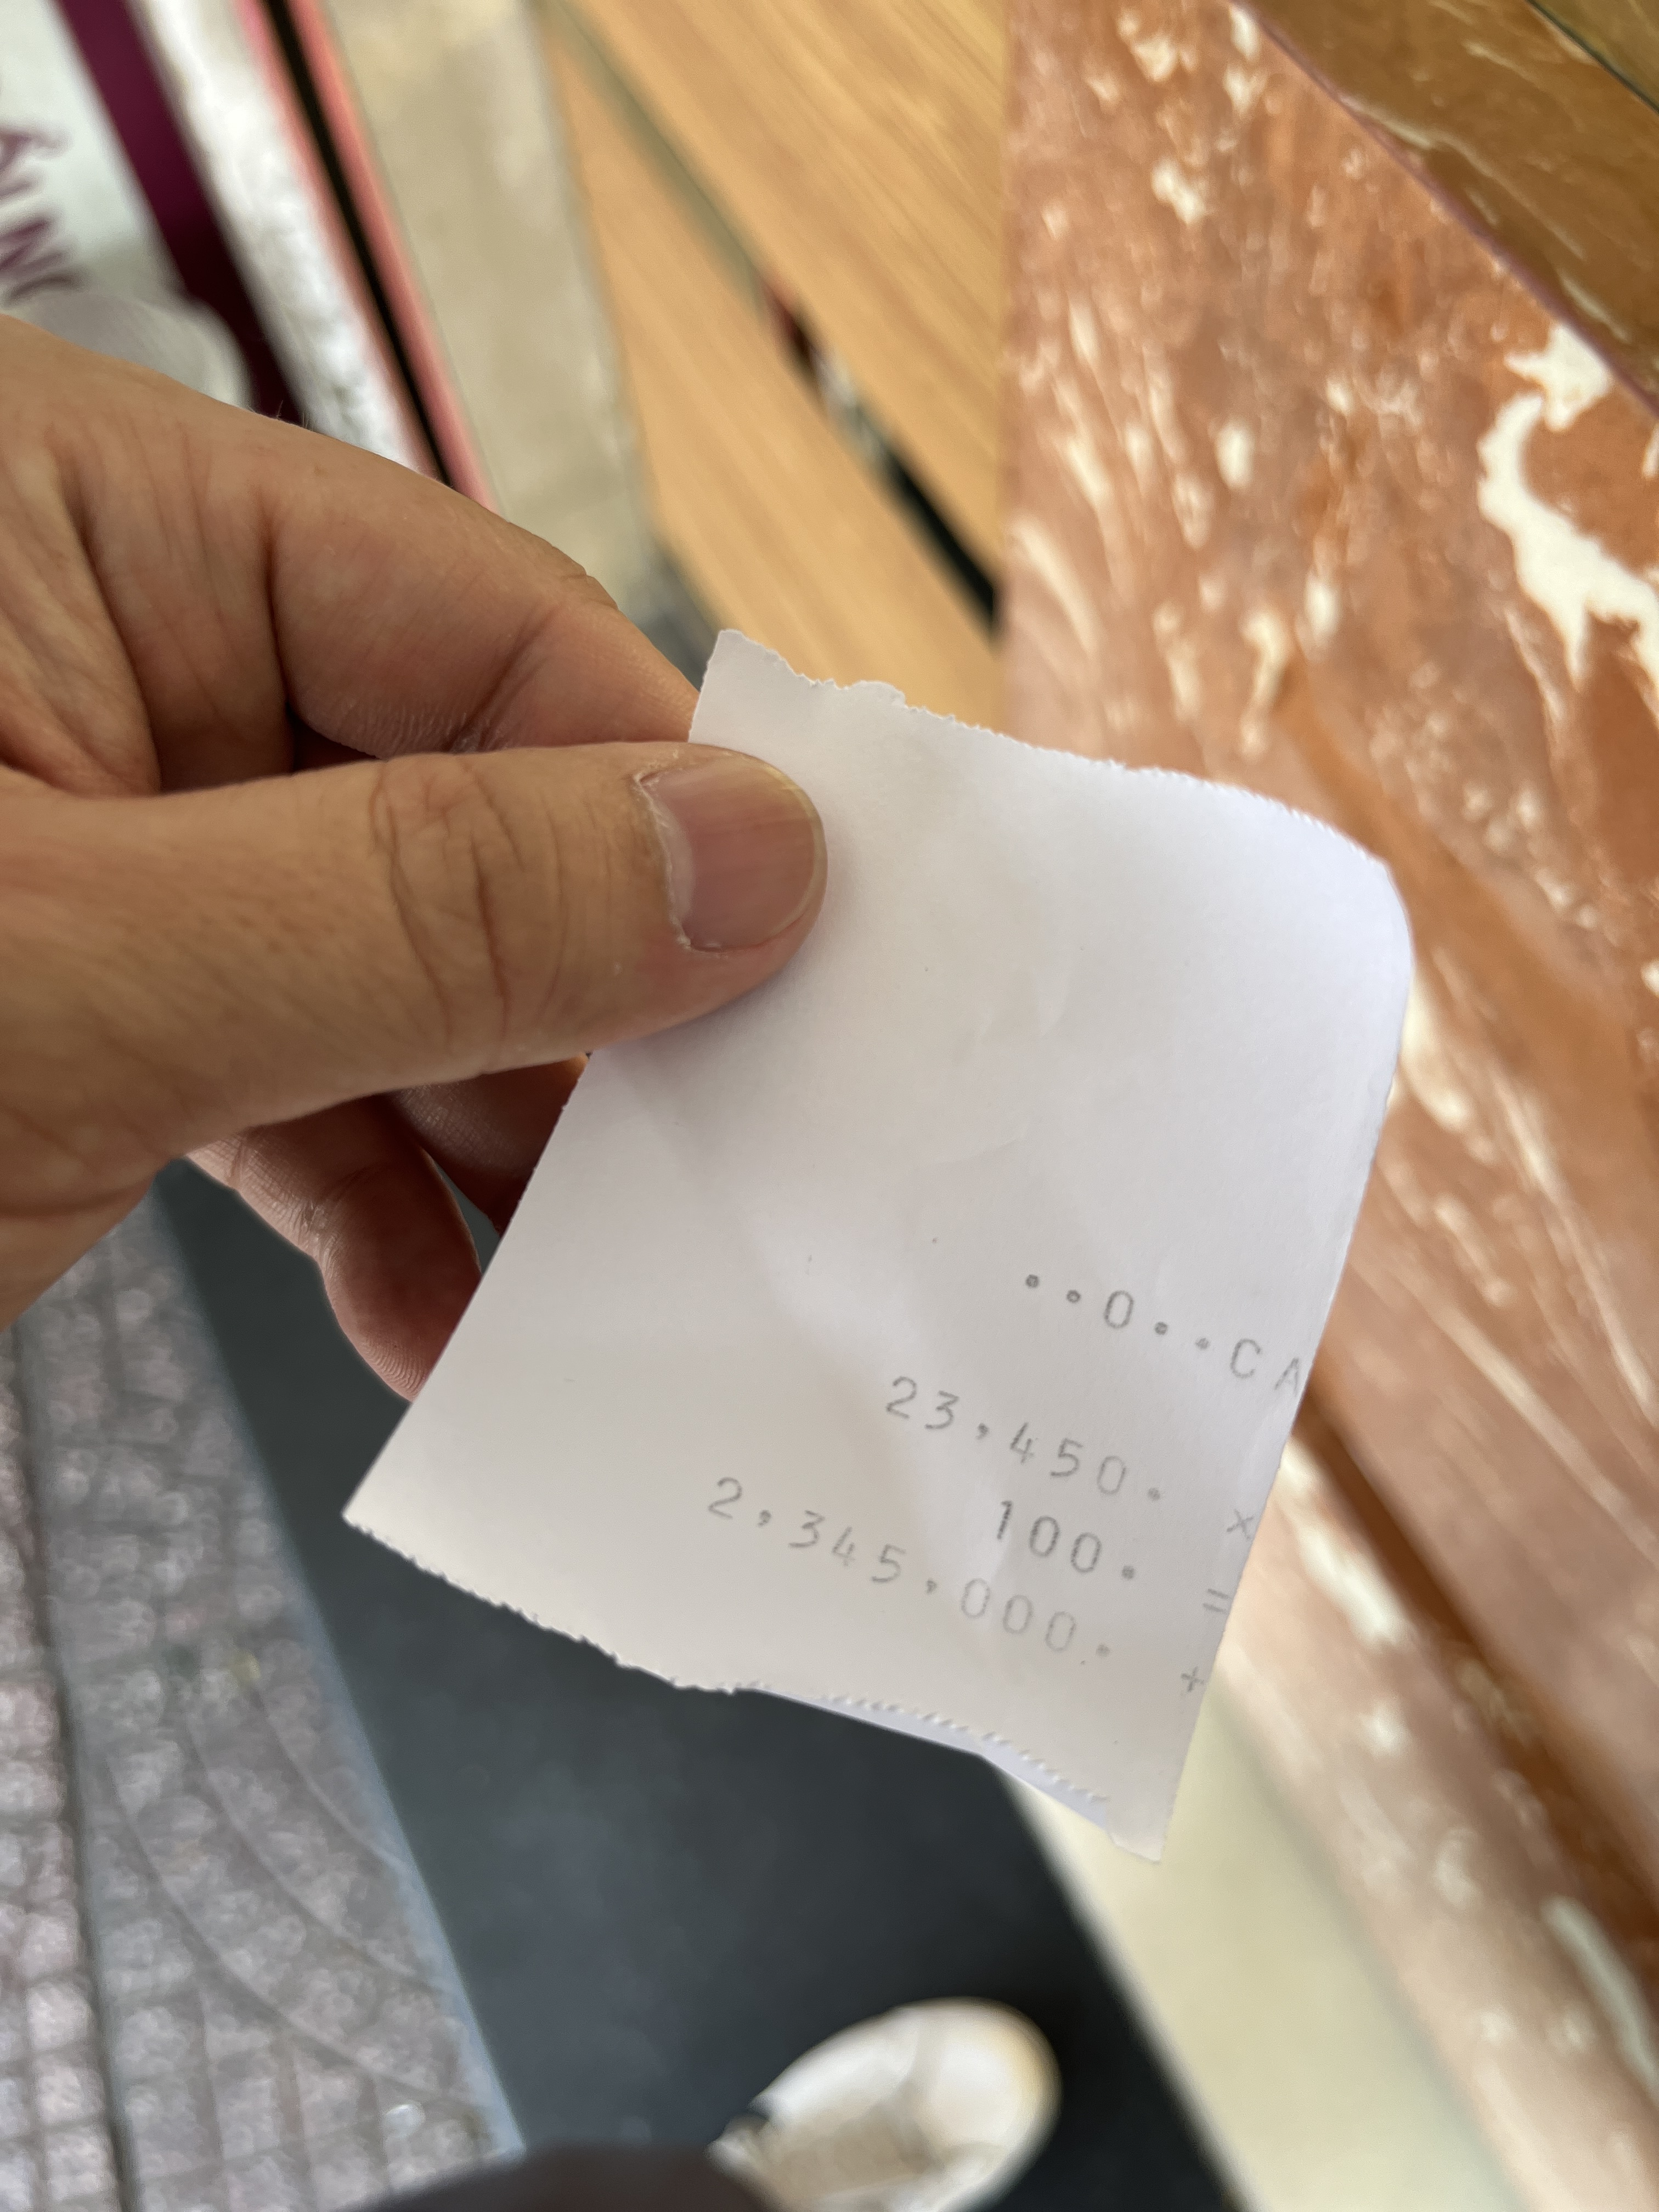 ..0..CA
23,450. x
100. =
2,345,000. +